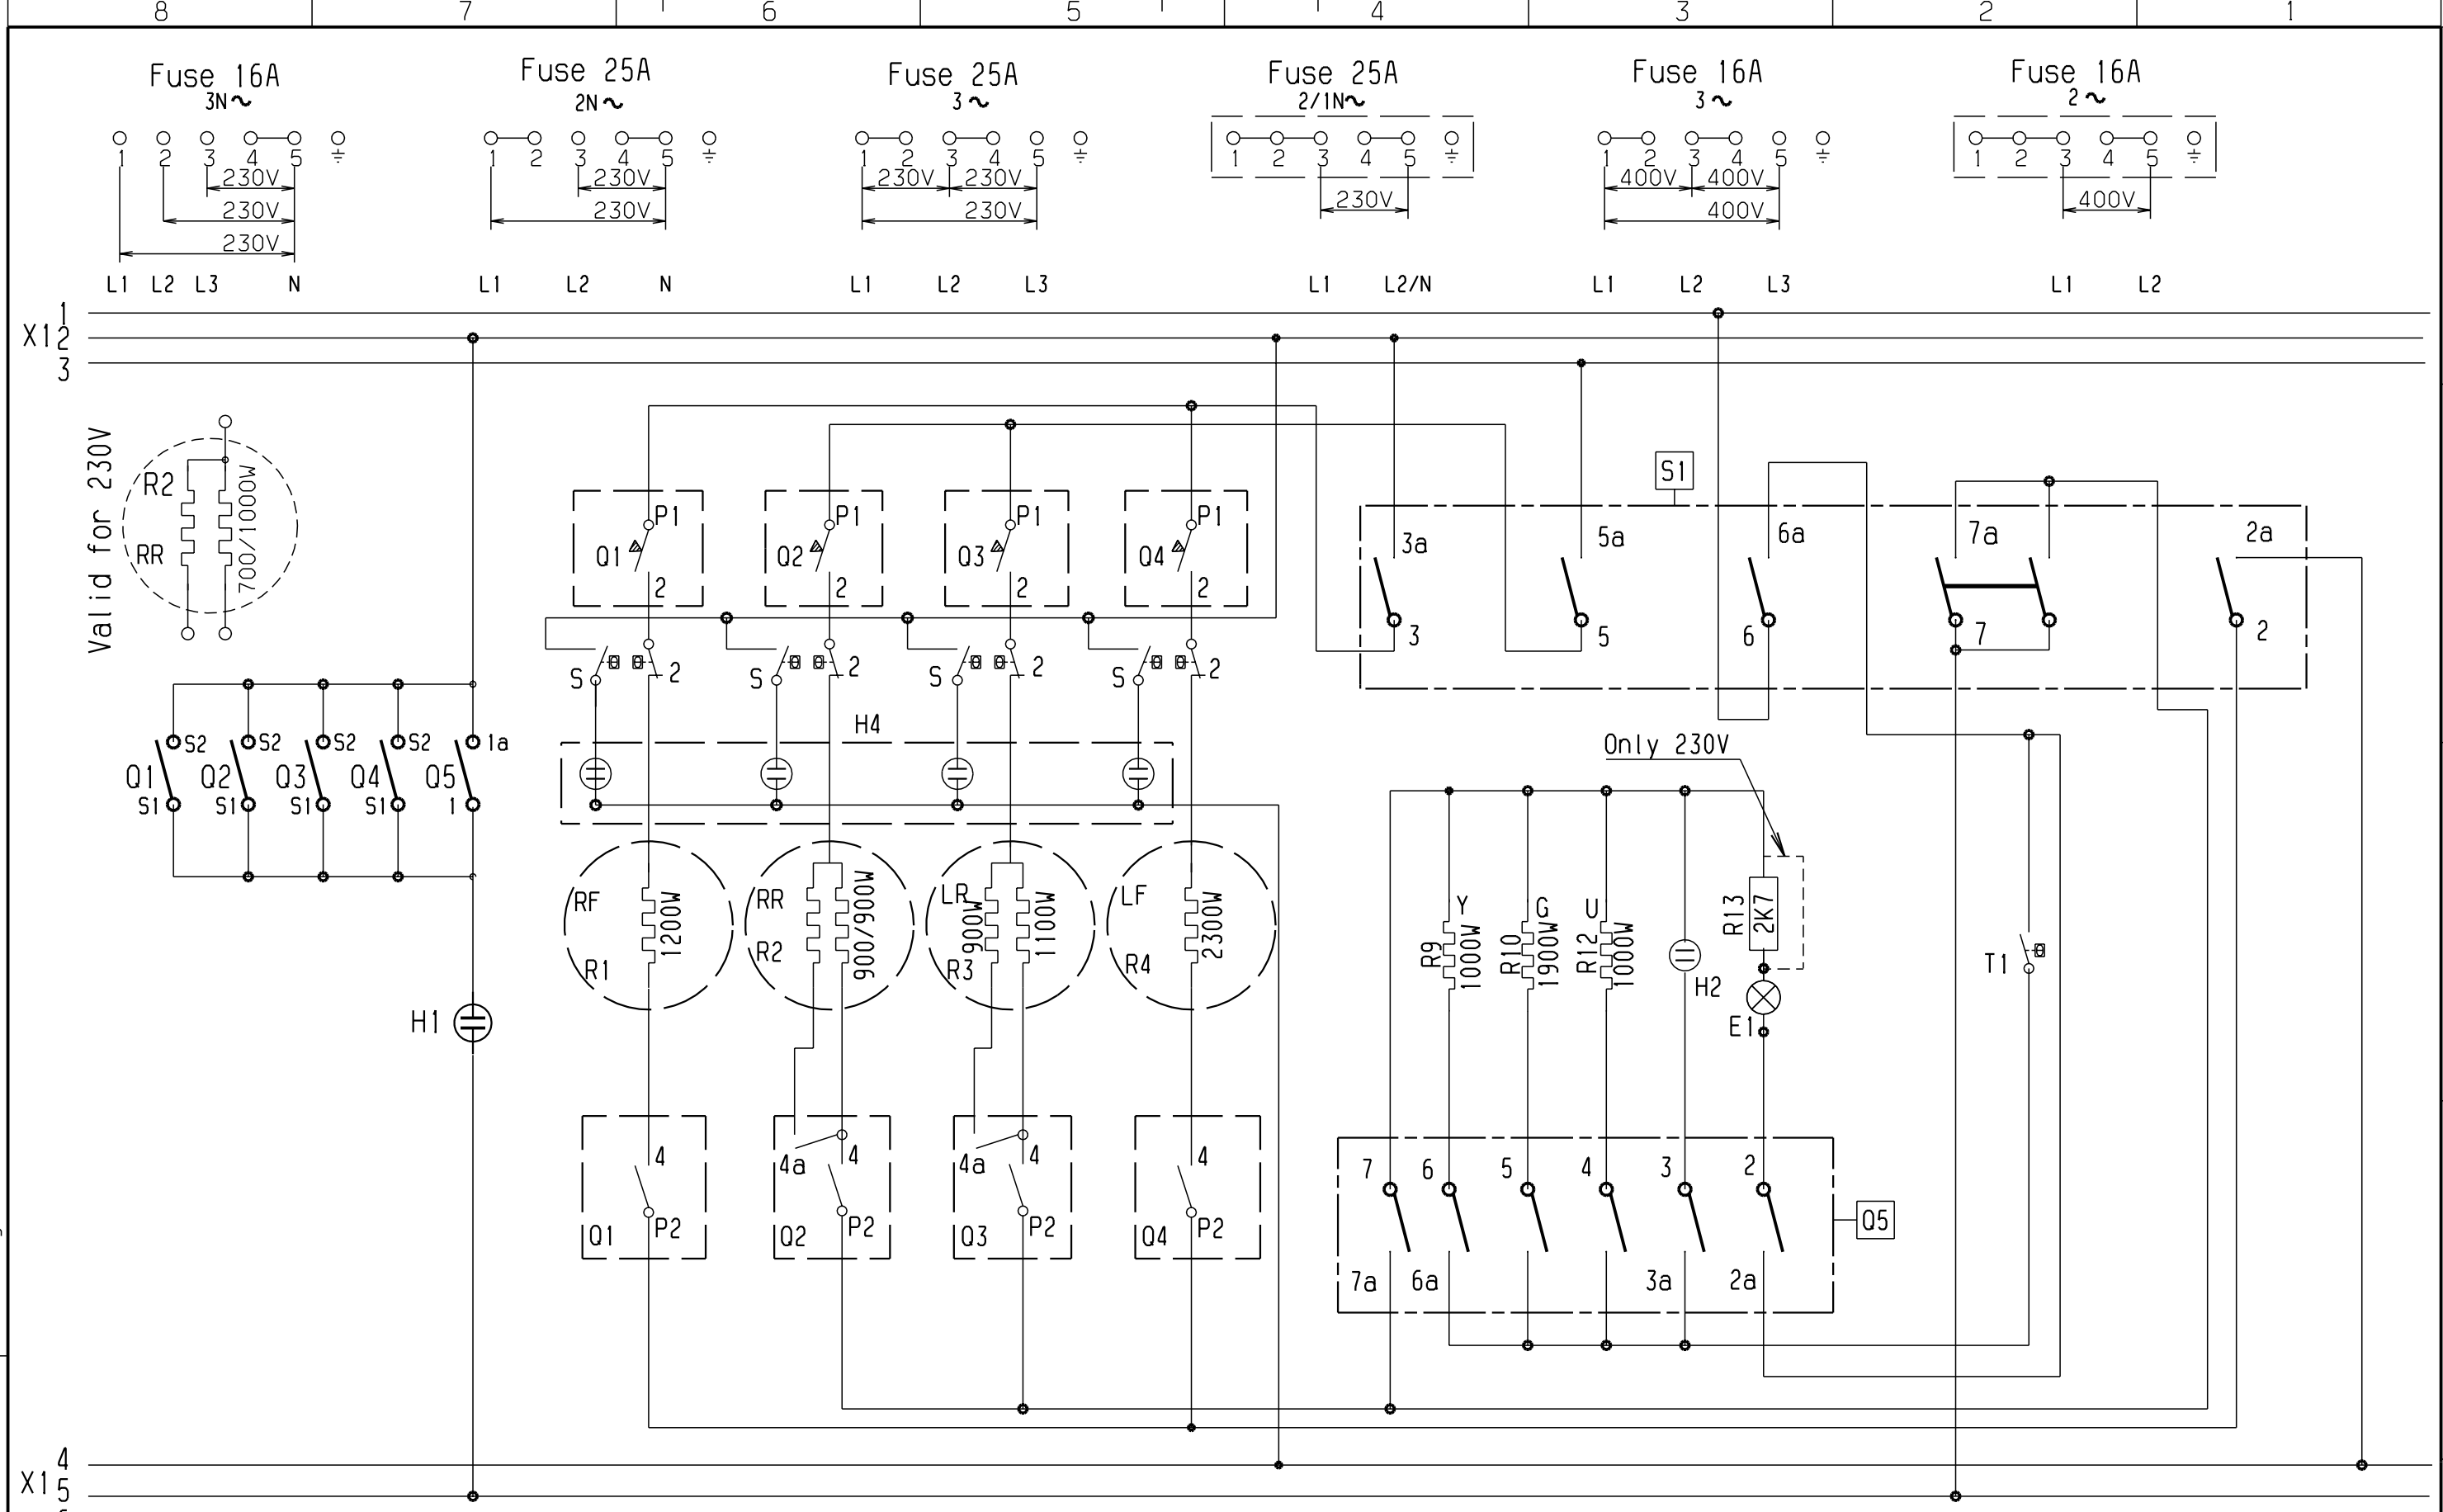 8 7 6 5 4 3 2 1
Fuse 16A Fuse 25A Fuse 25A Fuse 25A Fuse 16A Fuse 16A
3N∿ 2N∿ 3∿ 2/1N∿ 3∿ 2∿
1 2 3 4 5 1 2 3 4 5 1 2 3 4 5 1 2 3 4 5 1 2 3 4 5 1 2 3 4 5
230V 230V 230V 230V 400V 400V
230V 230V 230V 400V
230V 230V 400V
230V
L1 L2 L3 N L1 L2 N L1 L2 L3 L1 L2/N L1 L2 L3 L1 L2
1
X1 2
3
Valid for 230V
R2
RR
700/1000W
S1
P1 P1 P1 P1
Q1 Q2 Q3 Q4
2 2 2 2
3a 5a 6a 7a 2a
3 5 6 7 2
S 2 S 2 S 2 S 2
H4
Only 230V
S2 S2 S2 S2 1a
Q1 Q2 Q3 Q4 Q5
S1 S1 S1 S1 1
RF RR LR LF
1200W 900/900W 900W 1100W 2300W
R1 R2 R3 R4
Y G U
R9 1000W R10 1900W R12 1000W
H2
R13 2K7
E1
T1
H1
4 4a 4 4a 4 4
Q1 P2 Q2 P2 Q3 P2 Q4 P2
7 6 5 4 3 2
Q5
7a 6a 3a 2a
4
X1 5